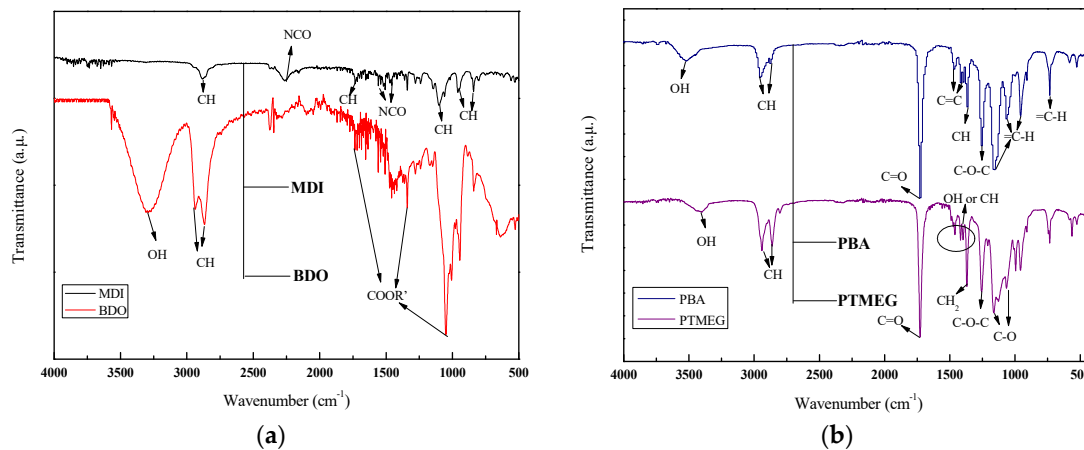 (a)
Transmittance (a.μ.)
NCO
CH
CH
NCO
CH
CH
MDI
BDO
OH
CH
COOR’
MDI
BDO
4000 3500 3000 2500 2000 1500 1000 500
Wavenumber (cm-1)
(b)
Transmittance (a.μ.)
OH
CH
C=O
C=C
CH
C-O-C
=C-H
=C-H
OH or CH
PBA
PTMEG
OH
CH
C=O
CH2
C-O-C
C-O
PBA
PTMEG
4000 3500 3000 2500 2000 1500 1000 500
Wavenumber (cm-1)